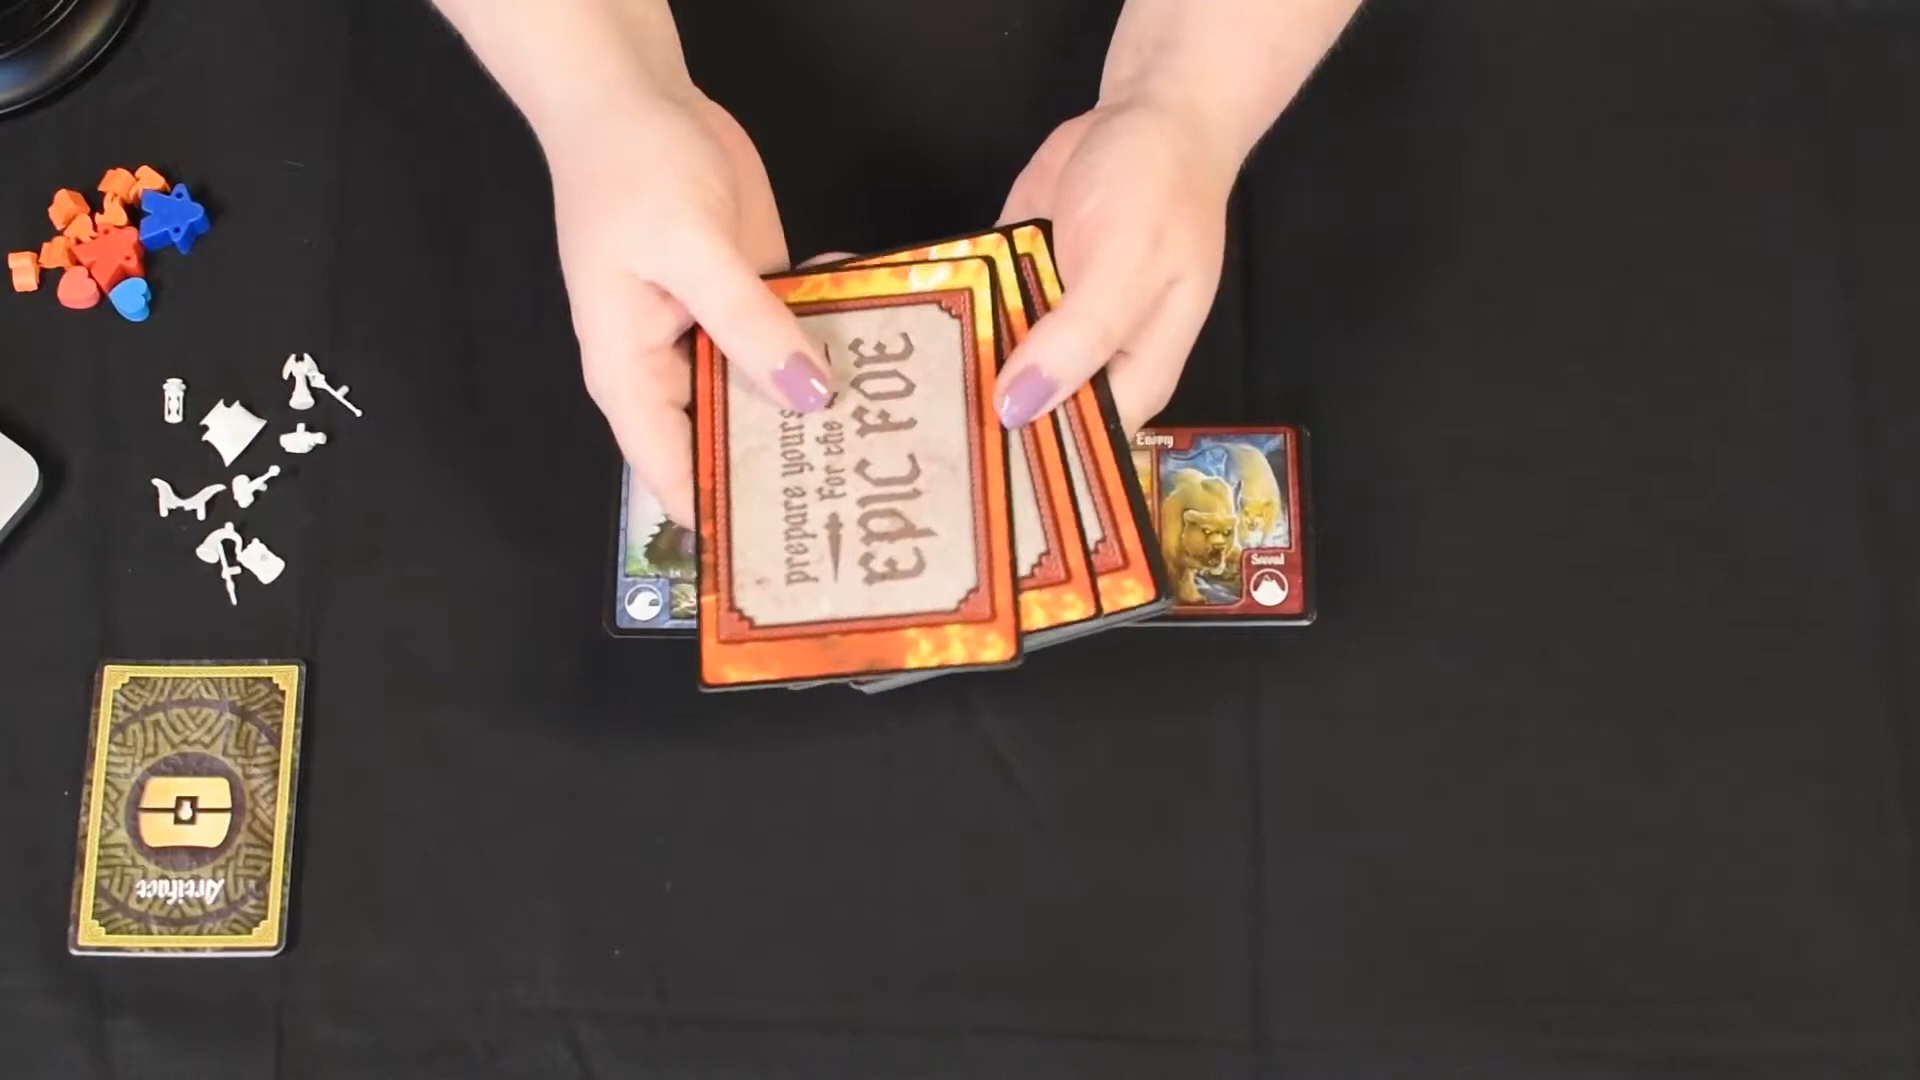 prepare yours
For the
EPIC FOE
Enemy
Second
Artifact